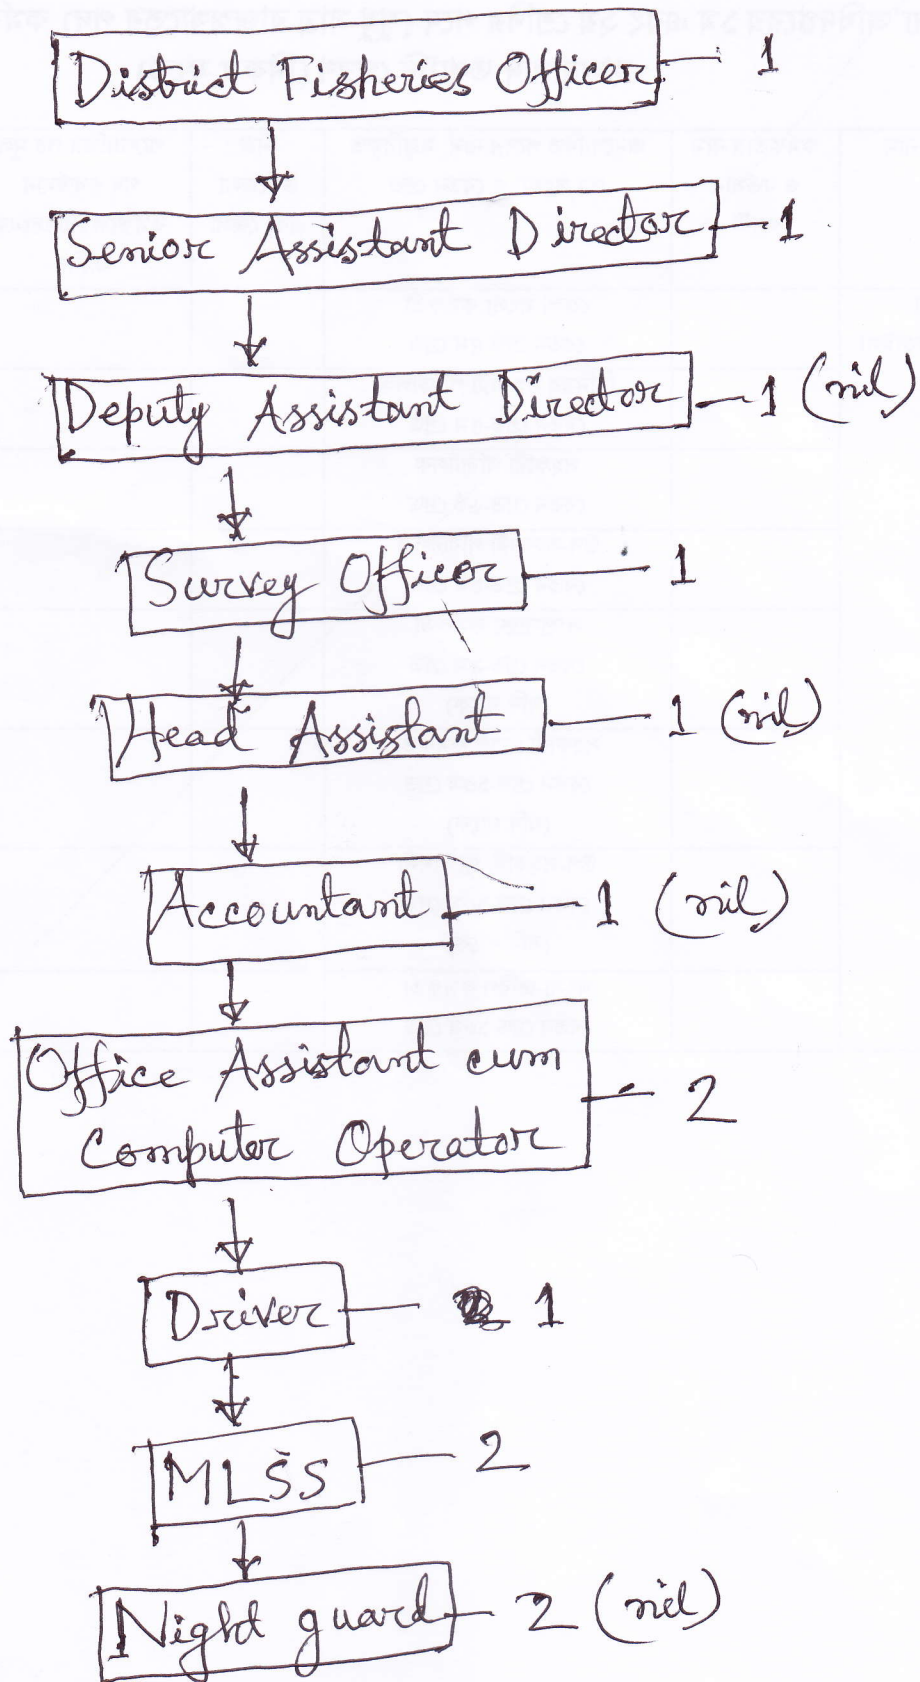 District Fisheries Officer 1
Senior Assistant Director 1
Deputy Assistant Director 1 (nil)
Survey Officer 1
Head Assistant 1 (nil)
Accountant 1 (nil)
Office Assistant cum
Computer Operator 2
Driver 1
MLSS 2
Night guard 2 (nil)